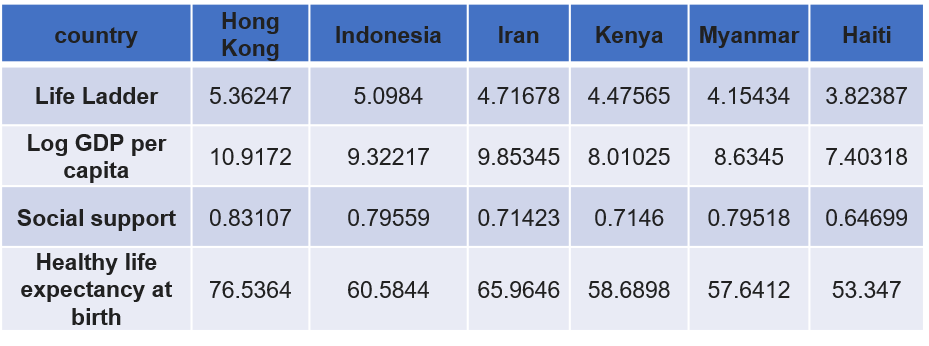 country Hong Kong Indonesia Iran Kenya Myanmar Haiti
Life Ladder 5.36247 5.0984 4.71678 4.47565 4.15434 3.82387
Log GDP per capita 10.9172 9.32217 9.85345 8.01025 8.6345 7.40318
Social support 0.83107 0.79559 0.71423 0.7146 0.79518 0.64699
Healthy life expectancy at birth 76.5364 60.5844 65.9646 58.6898 57.6412 53.347